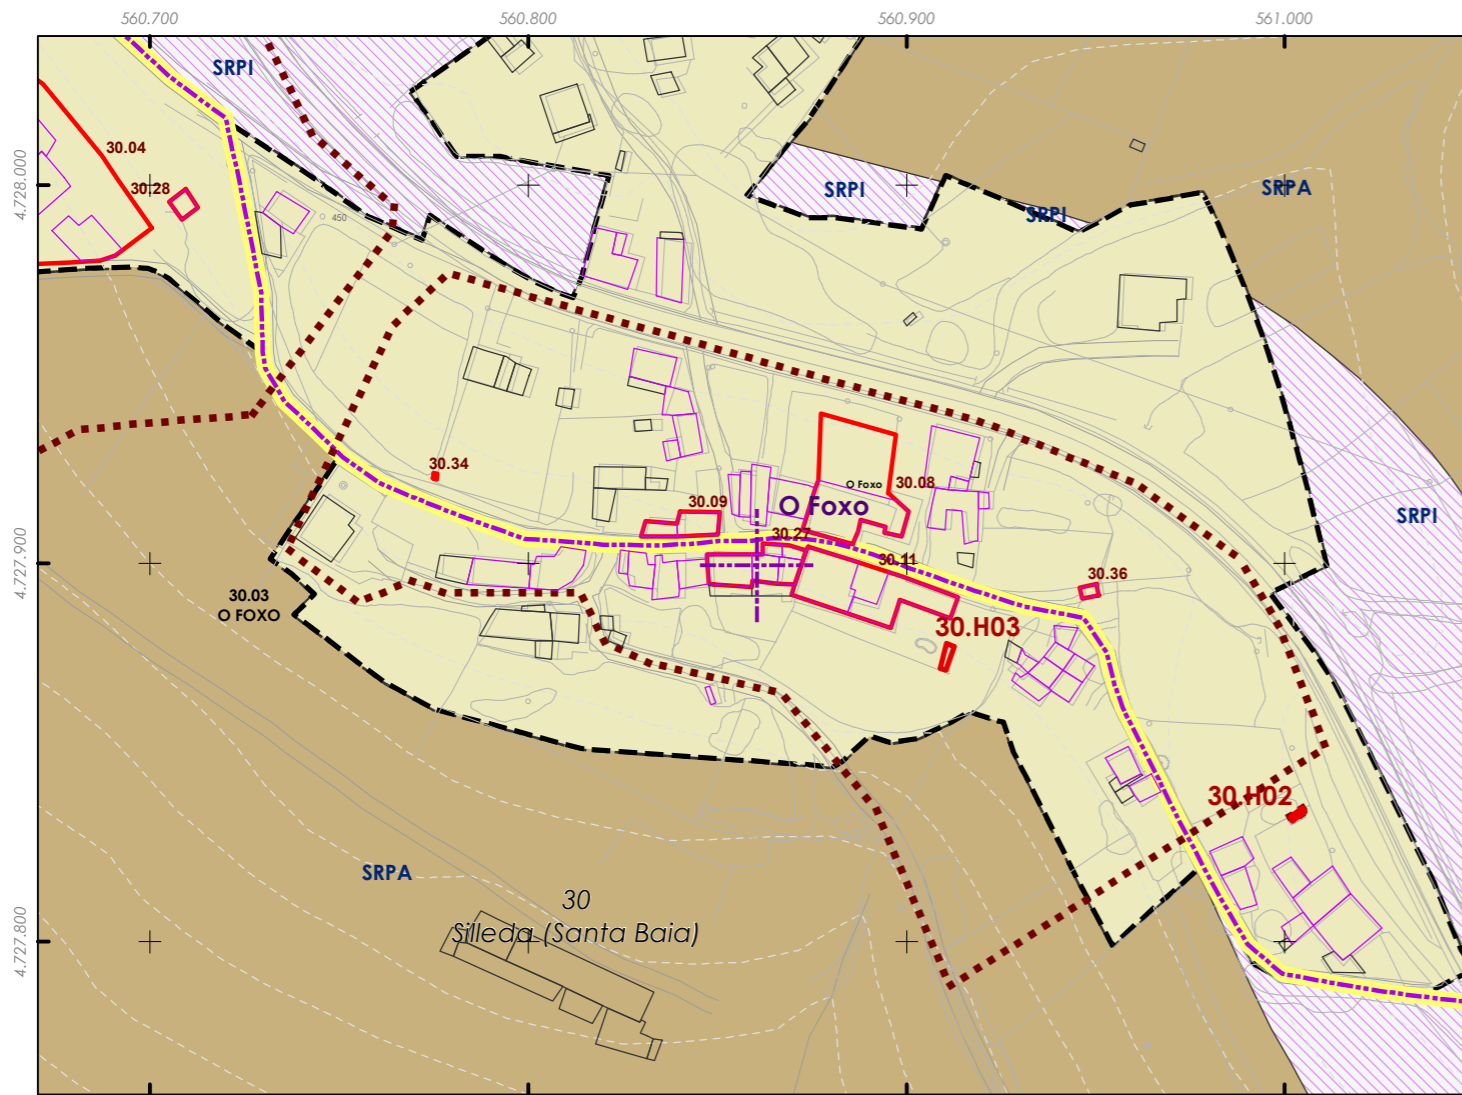 560.700
560.800
560.900
561.000
SRPI
30.04
4.728.000
30.28
SRPI
SRPA
450
SRPI
30.34
30.08
O Foxo
30.09
O Foxo
SRPI
30.27
4.727.900
30.11
30.36
30.03
O FOXO
30.H03
30.H02
SRPA
30
Silleda (Santa Baia)
4.727.800